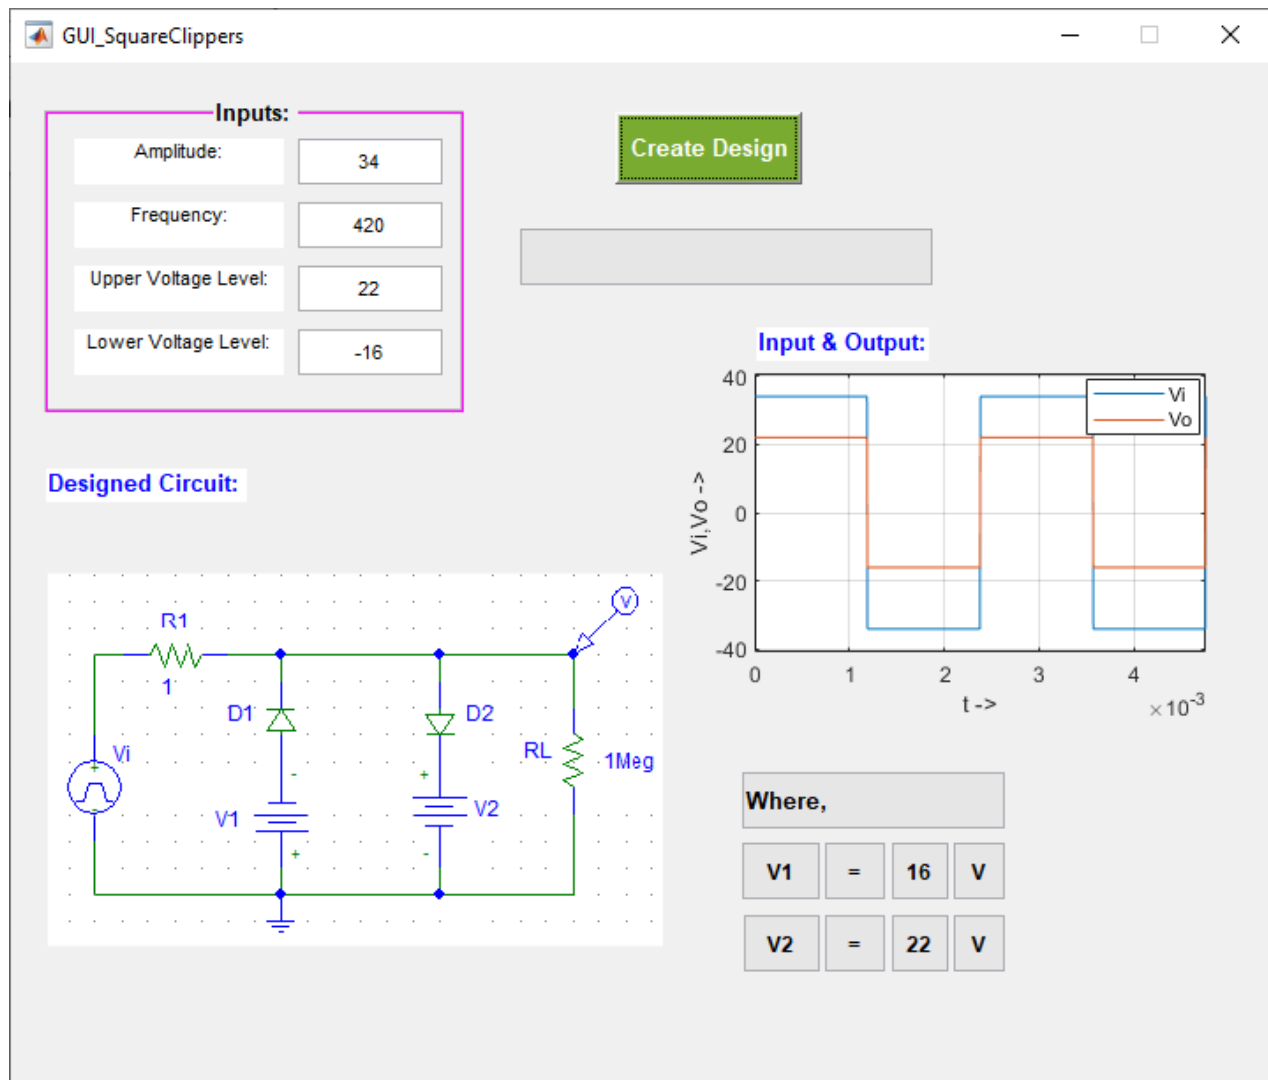 GUI_SquareClippers
Inputs:
Amplitude:
34
Frequency:
420
Upper Voltage Level:
22
Lower Voltage Level:
-16
Create Design
Input & Output:
40
20
0
-20
-40
Vi,Vo ->
Vi
Vo
0
1
2
3
4
t ->
×10-3
Designed Circuit:
R1
1
V
D1
D2
Vi
+
-
-
+
RL
1Meg
V1
V2
+
-
Where,
V1 = 16 V
V2 = 22 V